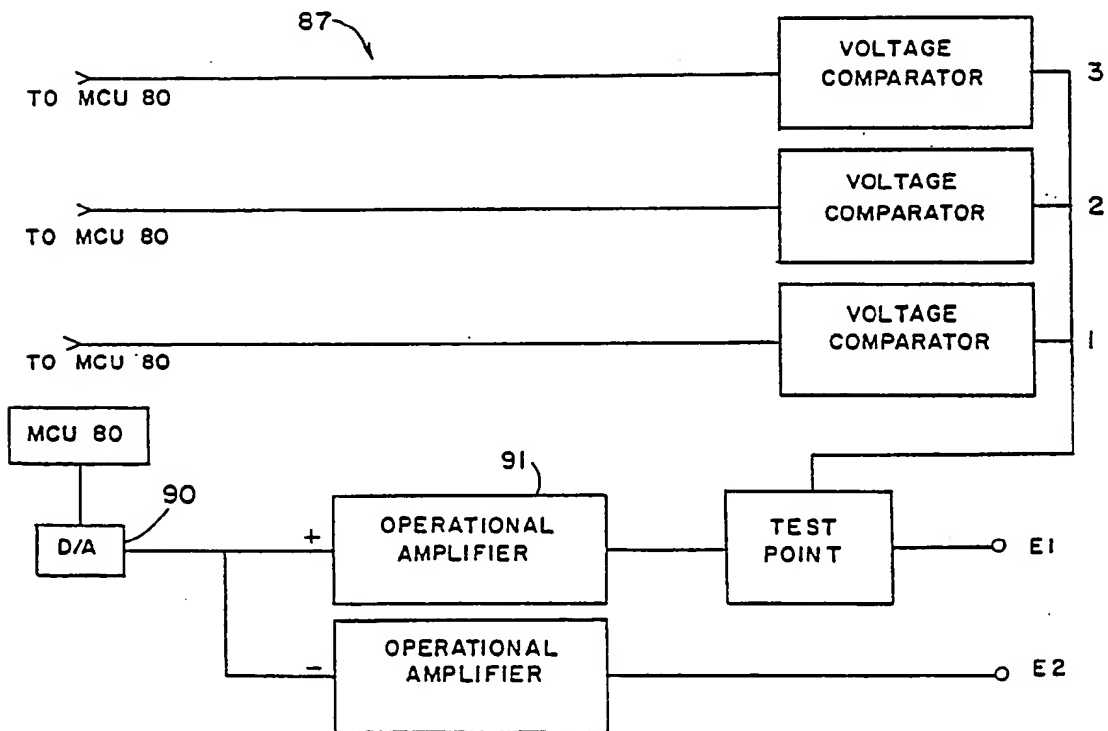 87
VOLTAGE
COMPARATOR
3
TO MCU 80
VOLTAGE
COMPARATOR
2
TO MCU 80
VOLTAGE
COMPARATOR
1
TO MCU 80
MCU 80
90
D/A
91
+
OPERATIONAL
AMPLIFIER
TEST
POINT
E1
-
OPERATIONAL
AMPLIFIER
E2